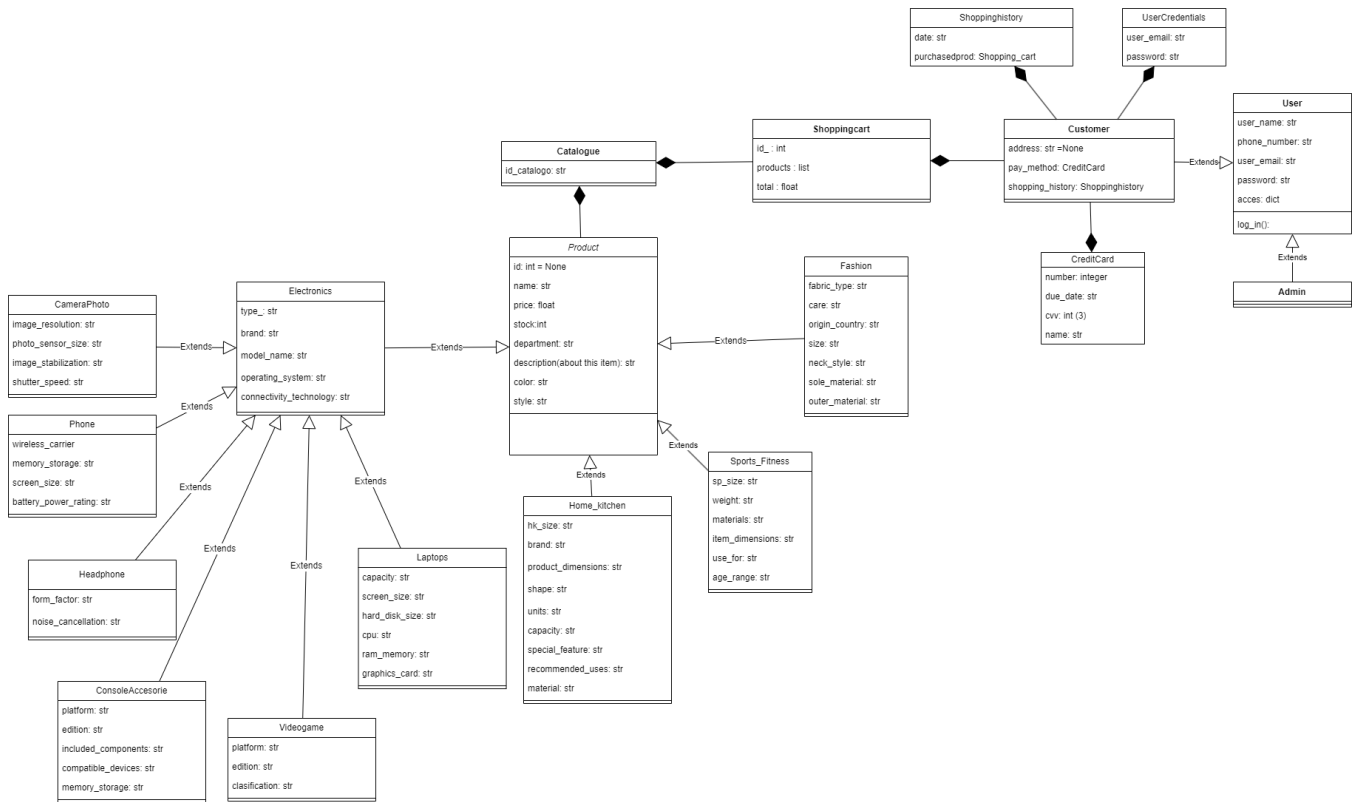 Shoppinghistory
date: str
purchasedprod: Shopping_cart
UserCredentials
user_email: str
password: str
User
user_name: str
phone_number: str
user_email: str
password: str
acces: dict
log_in():
Extends
Customer
address: str =None
pay_method: CreditCard
shopping_history: Shoppinghistory
Extends
Admin
Shoppingcart
id_ : int
products : list
total : float
Catalogue
id_catalogo: str
CreditCard
number: integer
due_date: str
cvv: int (3)
name: str
Product
id: int = None
name: str
price: float
stock:int
department: str
description(about this item): str
color: str
style: str
Fashion
fabric_type: str
care: str
origin_country: str
size: str
neck_style: str
sole_material: str
outer_material: str
Extends
Electronics
type_: str
brand: str
model_name: str
operating_system: str
connectivity_technology: str
Extends
CameraPhoto
image_resolution: str
photo_sensor_size: str
image_stabilization: str
shutter_speed: str
Extends
Phone
wireless_carrier
memory_storage: str
screen_size: str
battery_power_rating: str
Extends
Sports_Fitness
sp_size: str
weight: str
materials: str
item_dimensions: str
use_for: str
age_range: str
Extends
Home_kitchen
hk_size: str
brand: str
product_dimensions: str
shape: str
units: str
capacity: str
special_feature: str
recommended_uses: str
material: str
Extends
Headphone
form_factor: str
noise_cancellation: str
Extends
Laptops
capacity: str
screen_size: str
hard_disk_size: str
cpu: str
ram_memory: str
graphics_card: str
Extends
ConsoleAccesorie
platform: str
edition: str
included_components: str
compatible_devices: str
memory_storage: str
Extends
Videogame
platform: str
edition: str
clasification: str
Extends